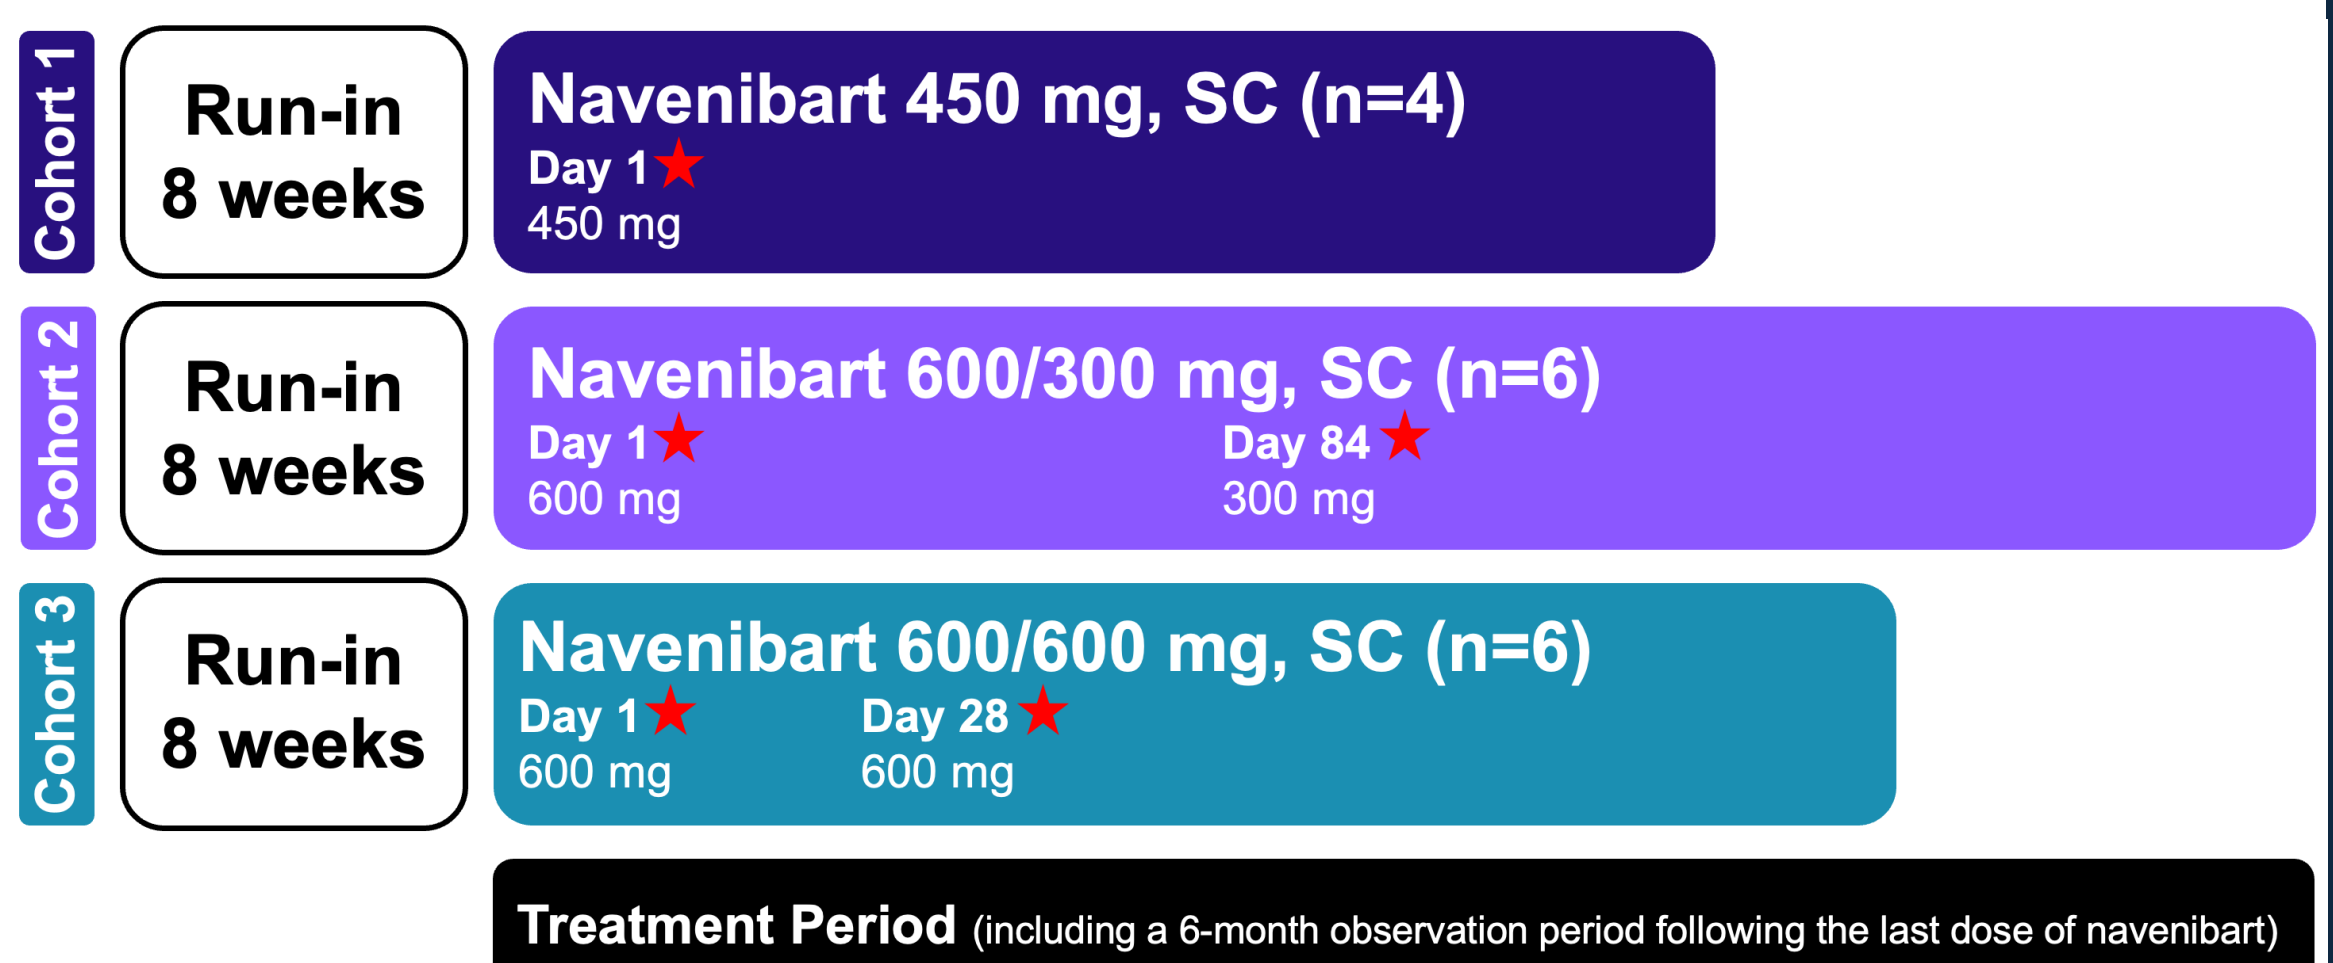 Cohort 1
Run-in
8 weeks
Navenibart 450 mg, SC (n=4)
Day 1
450 mg
Cohort 2
Run-in
8 weeks
Navenibart 600/300 mg, SC (n=6)
Day 1 Day 84
600 mg 300 mg
Cohort 3
Run-in
8 weeks
Navenibart 600/600 mg, SC (n=6)
Day 1 Day 28
600 mg 600 mg
Treatment Period (including a 6-month observation period following the last dose of navenibart)